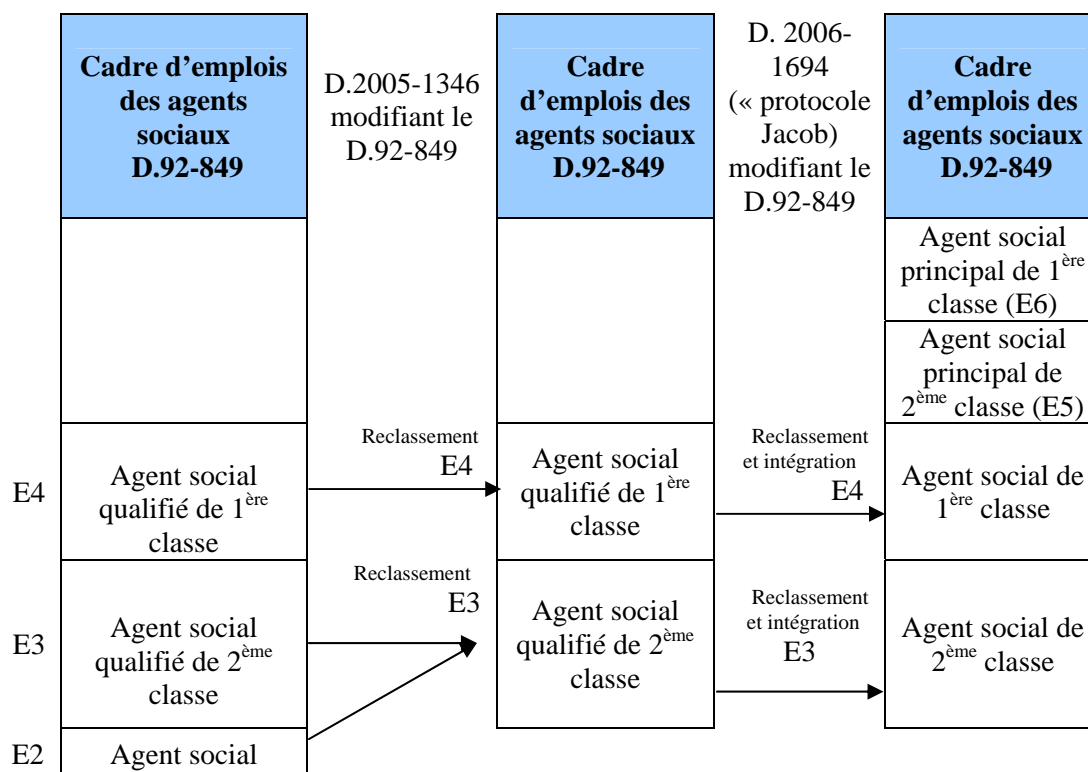 Cadre d'emplois
des agents
sociaux
D.92-849
D.2005-1346
modifiant le
D.92-849
Cadre
d'emplois des
agents sociaux
D.92-849
D. 2006-
1694
(« protocole
Jacob)
modifiant le
D.92-849
Cadre
d'emplois des
agents sociaux
D.92-849
Agent social
principal de 1ère
classe (E6)
Agent social
principal de
2ème classe (E5)
E4
Agent social
qualifié de 1ère
classe
Reclassement
E4
Agent social
qualifié de 1ère
classe
Reclassement
et intégration
E4
Agent social de
1ère classe
E3
Agent social
qualifié de 2ème
classe
Reclassement
E3
Agent social
qualifié de 2ème
classe
Reclassement
et intégration
E3
Agent social de
2ème classe
E2
Agent social